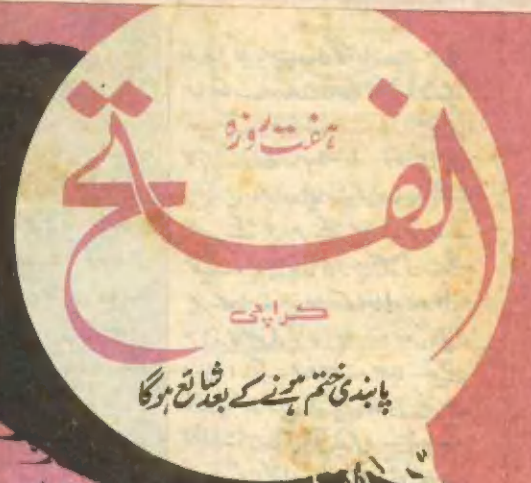 ہفت روزہ
الفتح
کراچی
پابندی ختم ہونے کے بعد شائع ہوگا